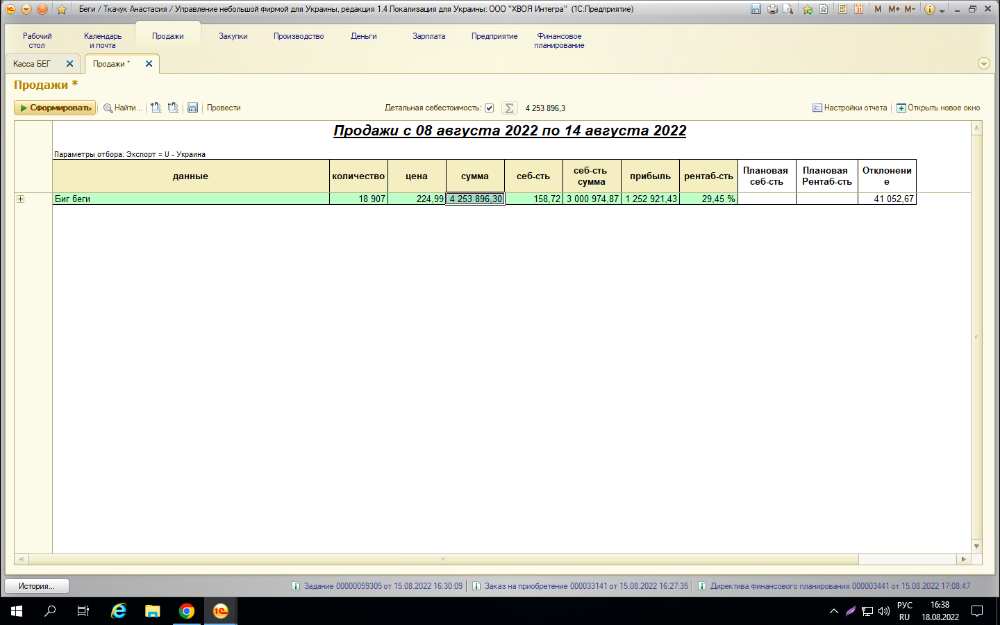 Беги / Ткачук Анастасия / Управление небольшой фирмой для Украины, редакция 1.4 Локализация для Украины: ООО "ХВОЯ Интегра" (1С:Предприятие)
M M+ M-
Рабочий стол
Календарь и почта
Продажи
Закупки
Производство
Деньги
Зарплата
Предприятие
Финансовое планирование
Касса БЕГ
Продажи *
Продажи *
Сформировать
Найти...
Провести
Детальная себестоимость:
4 253 896,3
Настройки отчета
Открыть новое окно
Продажи с 08 августа 2022 по 14 августа 2022
Параметры отбора: Экспорт = U - Украина
данные количество цена сумма себ-сть себ-сть сумма прибыль рентаб-сть Плановая себ-сть Плановая Рентаб-сть Отклонение
Биг беги 18 907 224,99 4 253 896,30 158,72 3 000 974,87 1 252 921,43 29,45 % 41 052,67
История...
Задание 00000059305 от 15.08.2022 16:30:09
Заказ на приобретение 000033141 от 15.08.2022 16:27:35
Директива финансового планирования 000003441 от 15.08.2022 17:08:47
РУС
RU
16:38
18.08.2022